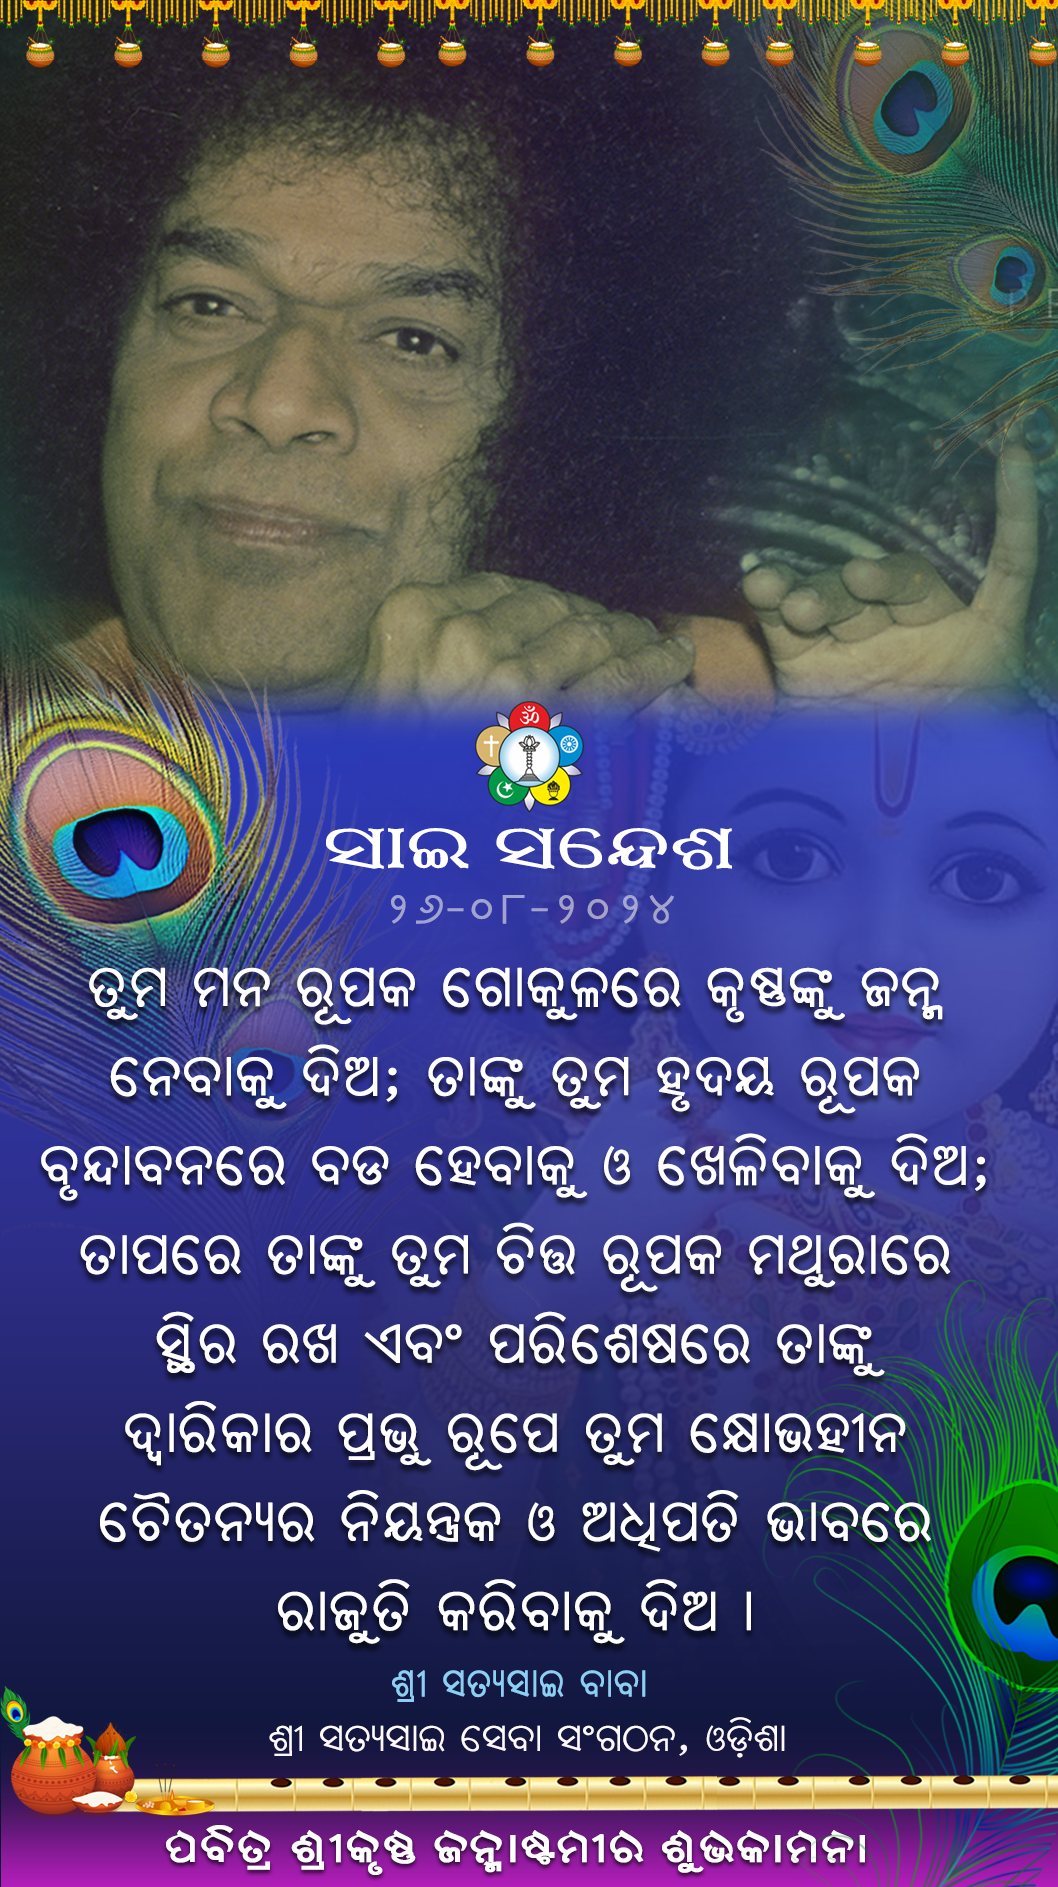 ସାଇ ସନ୍ଦେଶ
୨୬-୦୮-୨୦୨୪
ତୁମ ମନ ରୂପକ ଗୋକୁଳରେ କୃଷ୍ଣଙ୍କୁ ଜନ୍ମ
ନେବାକୁ ଦିଅ; ତାଙ୍କୁ ତୁମ ହୃଦୟ ରୂପକ
ବୃନ୍ଦାବନରେ ବଡ ହେବାକୁ ଓ ଖେଳିବାକୁ ଦିଅ;
ତାପରେ ତାଙ୍କୁ ତୁମ ଚିତ୍ତ ରୂପକ ମଥୁରାରେ
ସ୍ଥିର ରଖ ଏବଂ ପରିଶେଷରେ ତାଙ୍କୁ
ଦ୍ୱାରିକାର ପ୍ରଭୁ ରୂପେ ତୁମ କ୍ଷୋଭହୀନ
ଚୈତନ୍ୟର ନିୟନ୍ତ୍ରକ ଓ ଅଧିପତି ଭାବରେ
ରାଜୁତି କରିବାକୁ ଦିଅ ।
ଶ୍ରୀ ସତ୍ୟସାଇ ବାବା
ଶ୍ରୀ ସତ୍ୟସାଇ ସେବା ସଂଗଠନ, ଓଡ଼ିଶା
ପବିତ୍ର ଶ୍ରୀକୃଷ୍ଣ ଜନ୍ମାଷ୍ଟମୀର ଶୁଭକାମନା